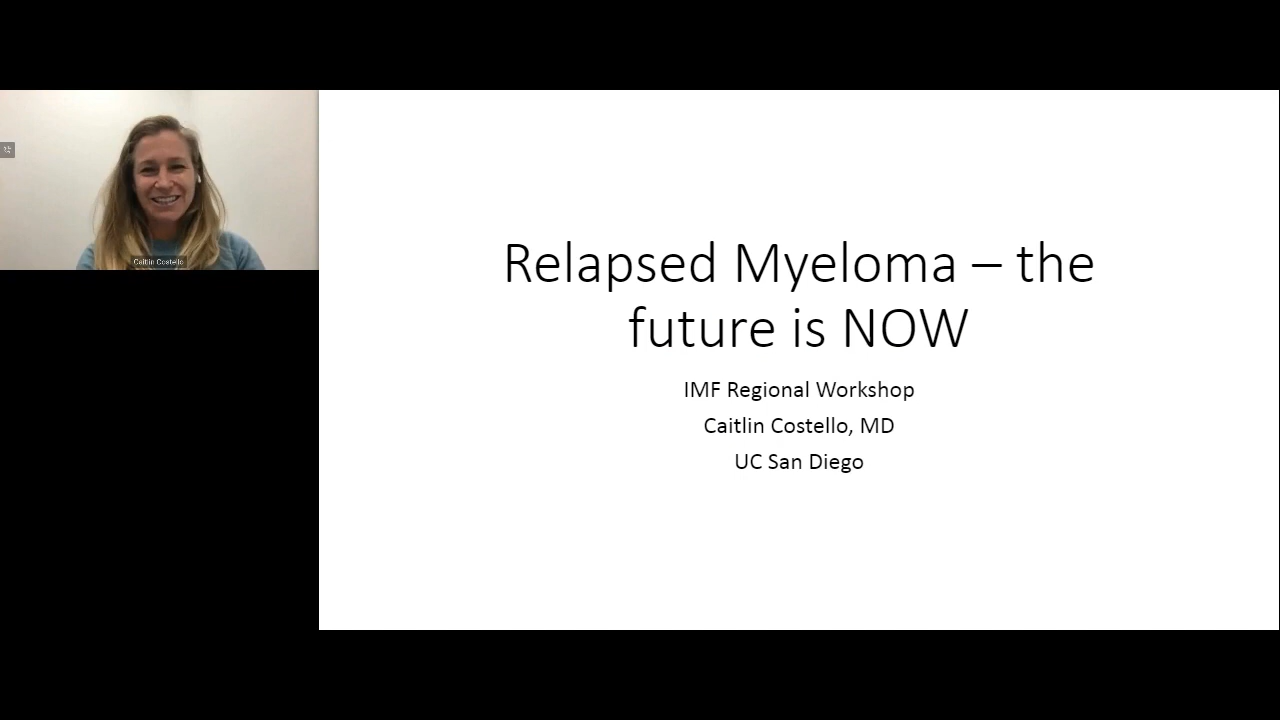 Caitlin Costello
Relapsed Myeloma – the
future is NOW
IMF Regional Workshop
Caitlin Costello, MD
UC San Diego